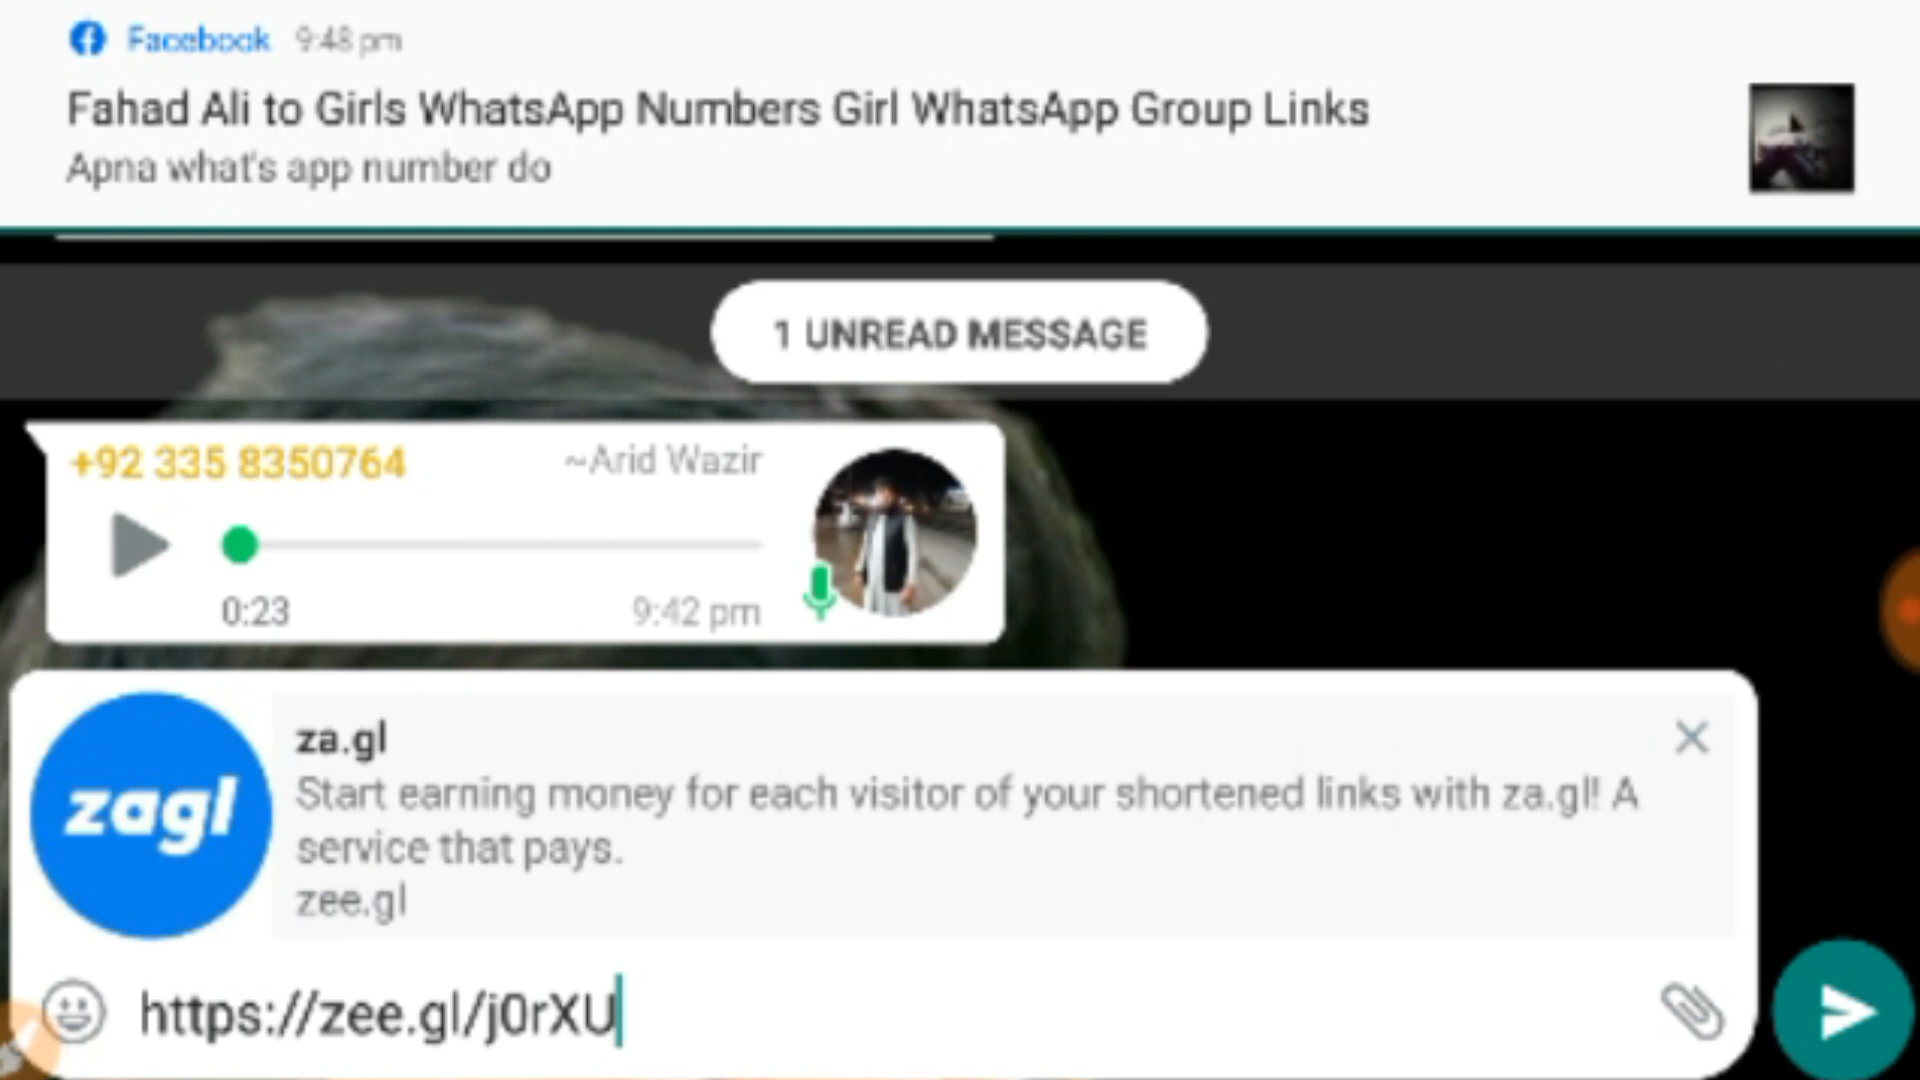 Facebook 9:48 pm
Fahad Ali to Girls WhatsApp Numbers Girl WhatsApp Group Links
Apna what's app number do
1 UNREAD MESSAGE
+92 335 8350764 ~Arid Wazir
0:23 9:42 pm
zagl
za.gl
Start earning money for each visitor of your shortened links with za.gl! A
service that pays.
zee.gl
https://zee.gl/j0rXU